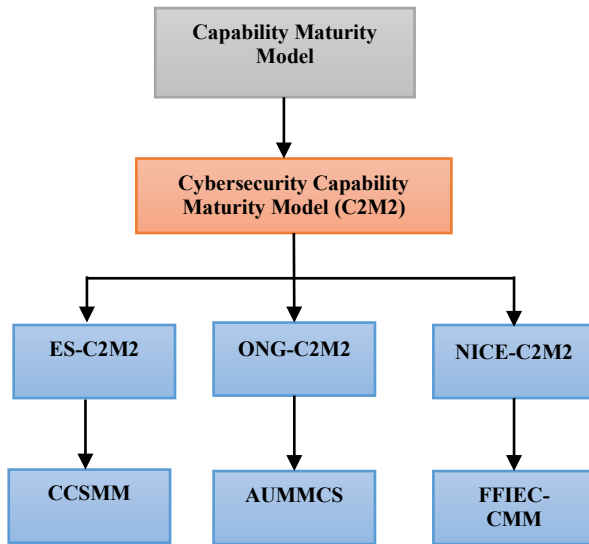 Capability Maturity
Model
Cybersecurity Capability
Maturity Model (C2M2)
ES-C2M2
ONG-C2M2
NICE-C2M2
CCSMM
AUMMCS
FFIEC-
CMM